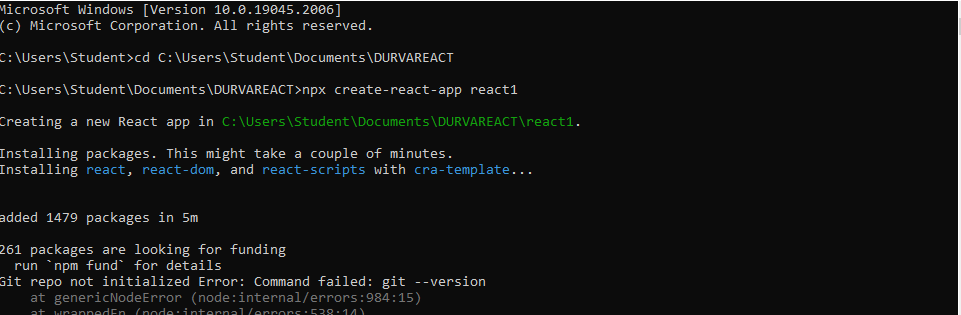 Microsoft Windows [Version 10.0.19045.2006]
(c) Microsoft Corporation. All rights reserved.
C:\Users\Student>cd C:\Users\Student\Documents\DURVAREACT
C:\Users\Student\Documents\DURVAREACT>npx create-react-app react1
Creating a new React app in C:\Users\Student\Documents\DURVAREACT\react1.
Installing packages. This might take a couple of minutes.
Installing react, react-dom, and react-scripts with cra-template...
added 1479 packages in 5m
261 packages are looking for funding
run `npm fund` for details
Git repo not initialized Error: Command failed: git --version
at genericNodeError (node:internal/errors:984:15)
at wrappedFn (node:internal/errors:538:14)